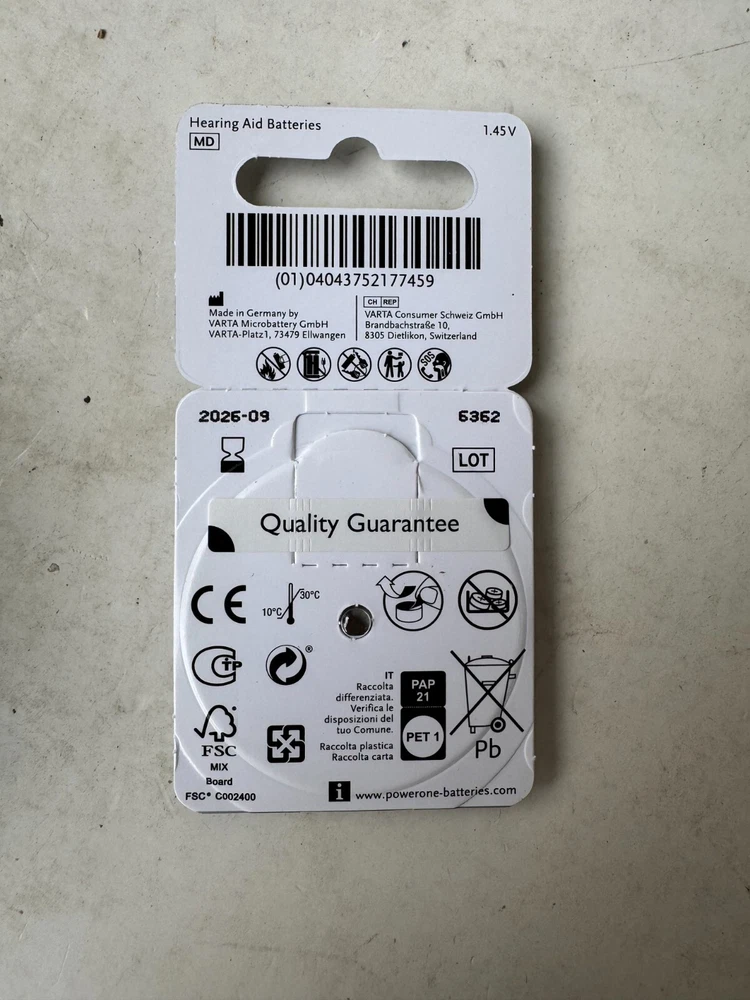 Hearing Aid Batteries
1.45 V
MD
(01)04043752177459
Made in Germany by
VARTA Microbattery GmbH
VARTA-Platz1, 73479 Ellwangen
CH REP
VARTA Consumer Schweiz GmbH
Brandbachstraße 10,
8305 Dietlikon, Switzerland
SOS
2026-09
6362
LOT
Quality Guarantee
CE
10°C
30°C
®
IT
Raccolta
differenziata.
Verifica le
disposizioni del
tuo Comune.
Raccolta plastica
Raccolta carta
PAP
21
PET 1
Pb
FSC
MIX
Board
FSC® C002400
i www.powerone-batteries.com